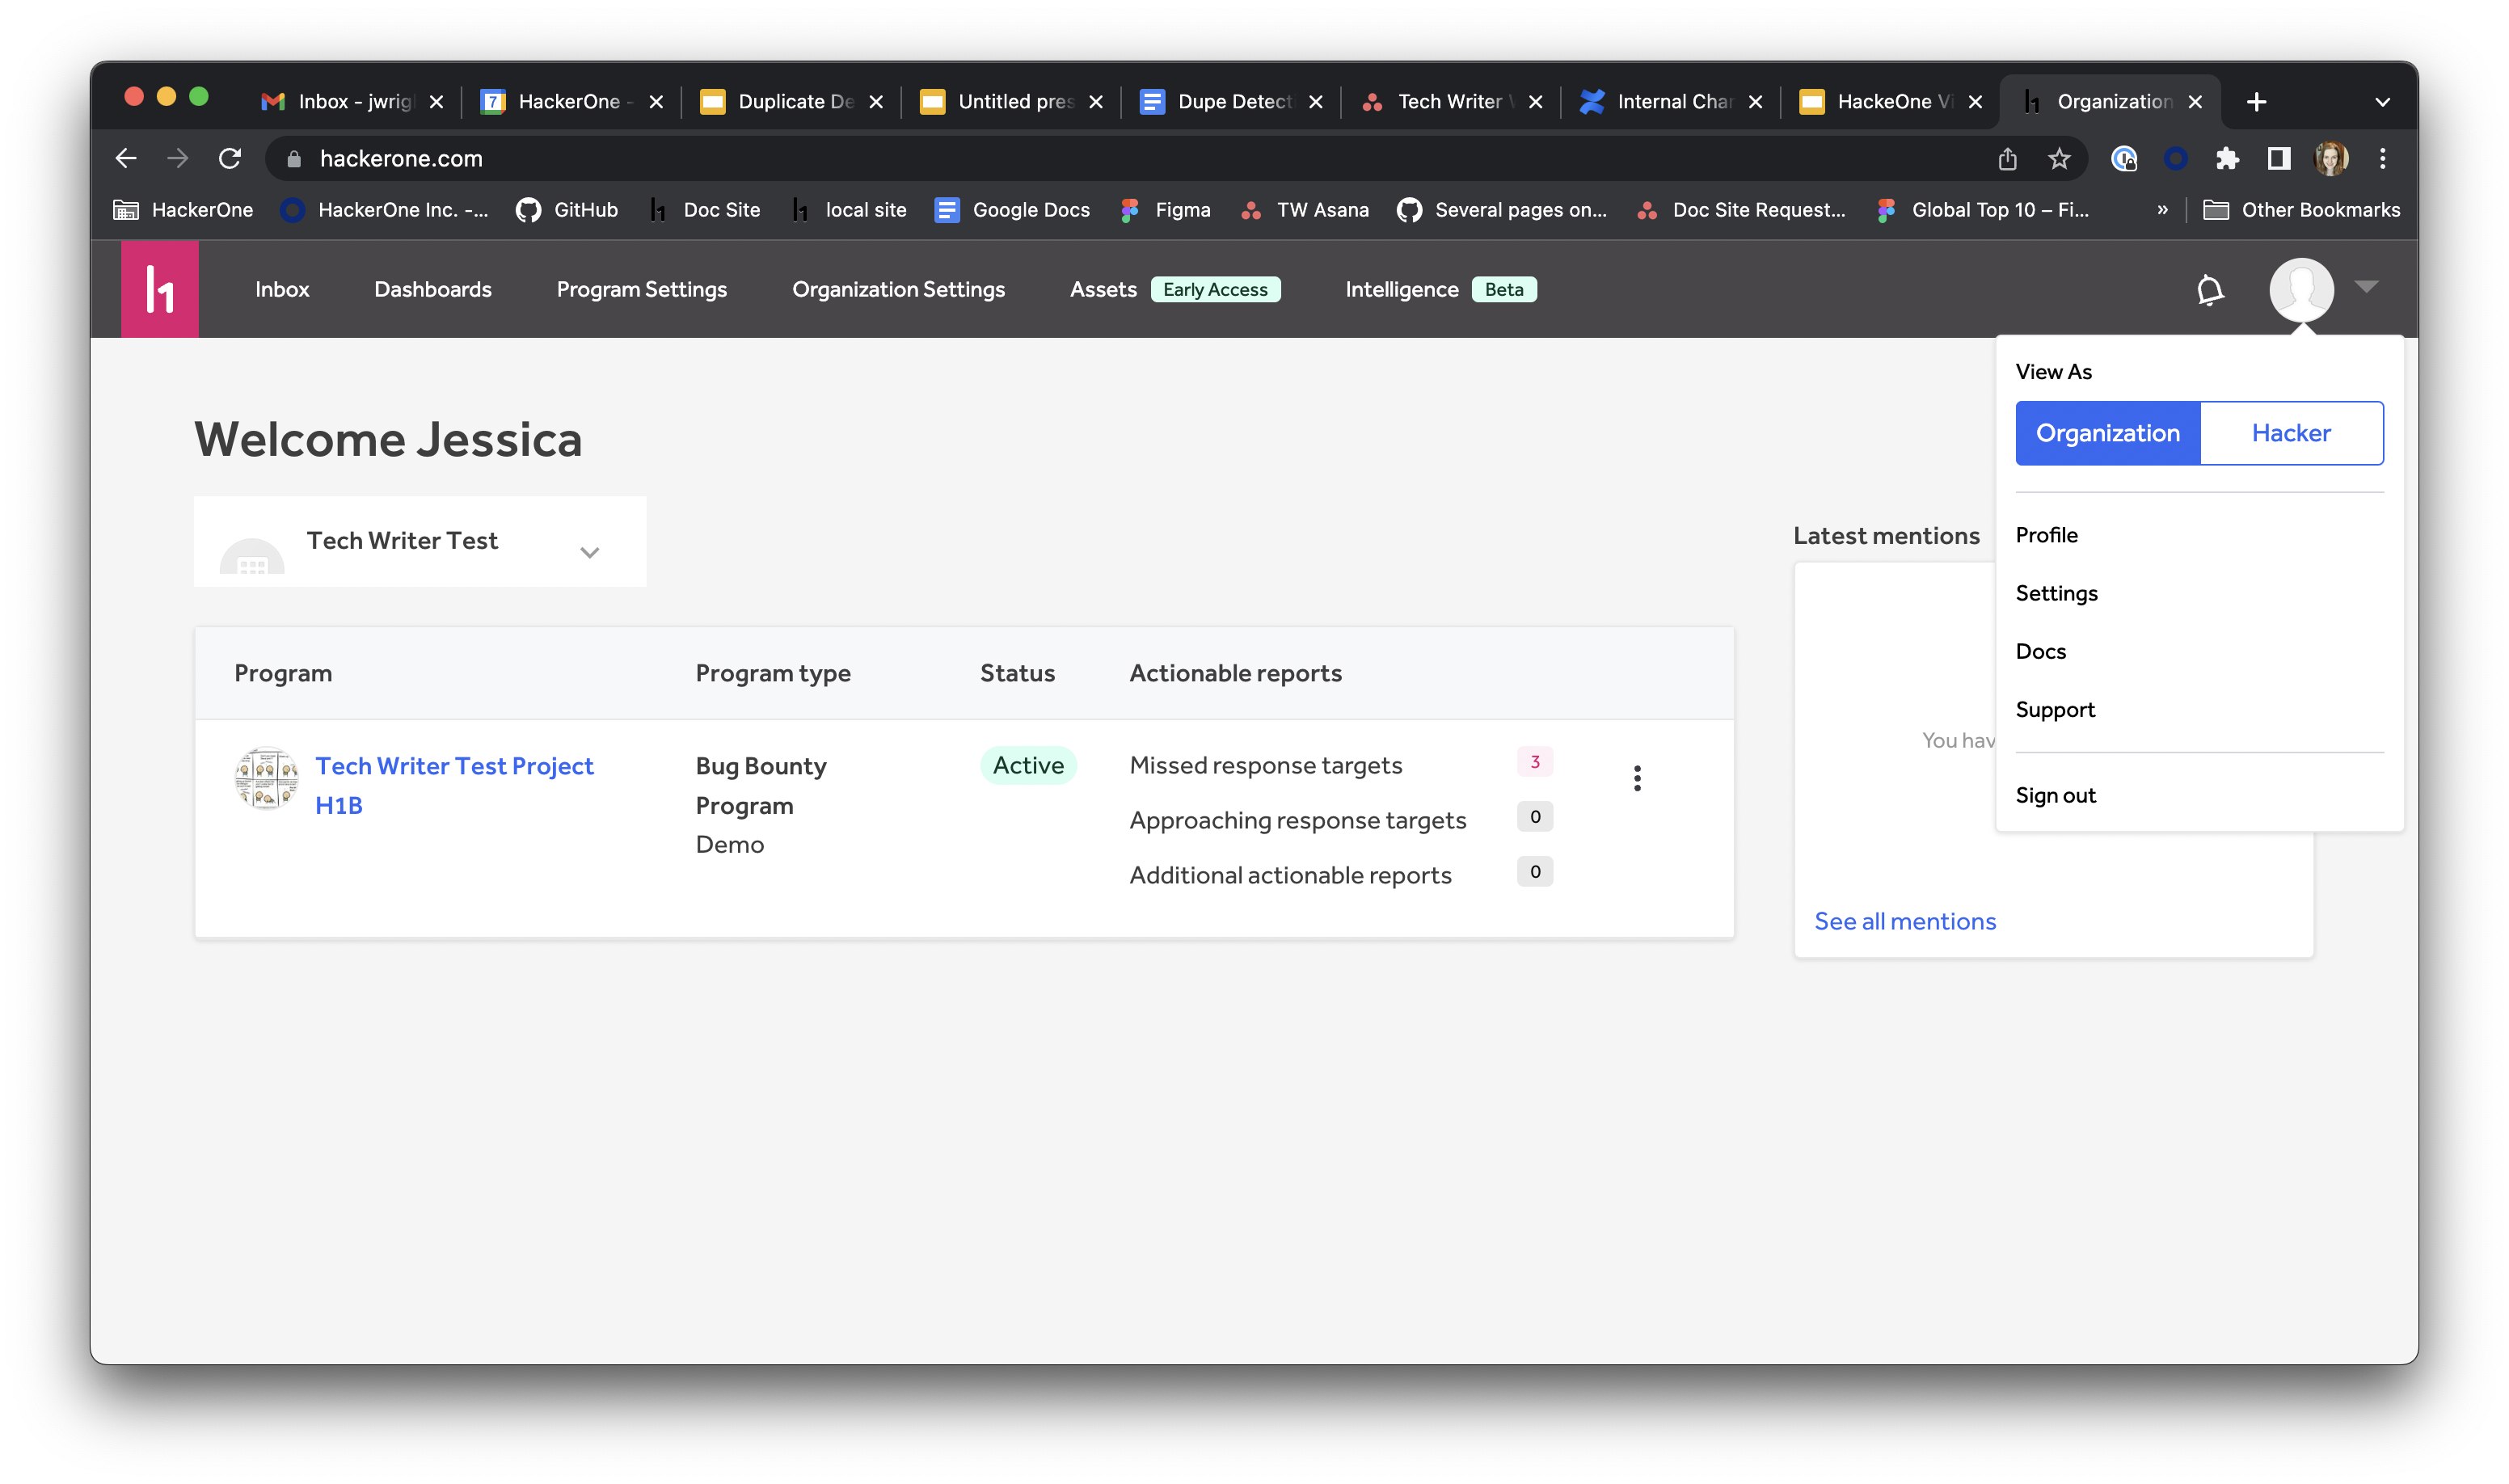 Inbox - jwrig
HackerOne -
Duplicate De
Untitled pres
Dupe Detect
Tech Writer
Internal Char
HackeOne Vi
Organization
hackerone.com
HackerOne
HackerOne Inc. -...
GitHub
Doc Site
local site
Google Docs
Figma
TW Asana
Several pages on...
Doc Site Request...
Global Top 10 – Fi...
»
Other Bookmarks
h1
Inbox
Dashboards
Program Settings
Organization Settings
Assets
Early Access
Intelligence
Beta
View As
Organization
Hacker
Profile
Settings
Docs
Support
Sign out
Welcome Jessica
Tech Writer Test
Latest mentions
You hav
See all mentions
Program
Program type
Status
Actionable reports
Tech Writer Test Project
H1B
Bug Bounty
Program
Demo
Active
Missed response targets 3
Approaching response targets 0
Additional actionable reports 0